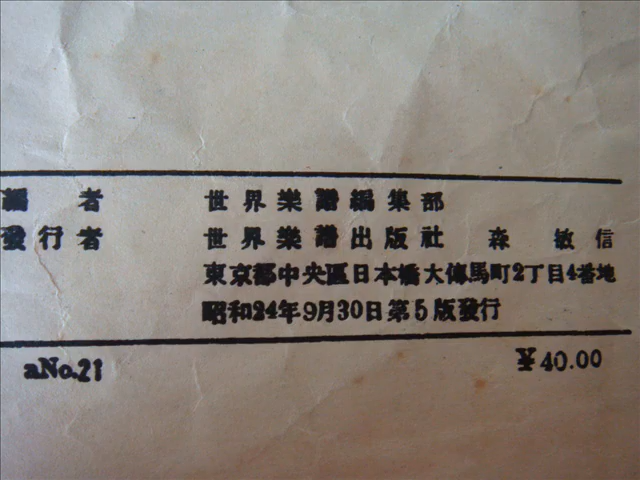 編者 世界樂譜編集部
發行者 世界樂譜出版社 森敏信
東京都中央區日本橋大傳馬町2丁目4番地
昭和24年9月30日第5版發行
aNo.21 ¥40.00